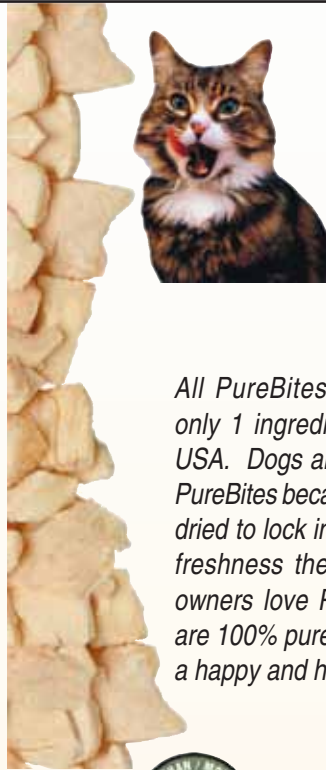 All PureBites
only 1 ingredi
USA. Dogs a
PureBites beca
dried to lock i
freshness the
owners love
are 100% pure
a happy and h